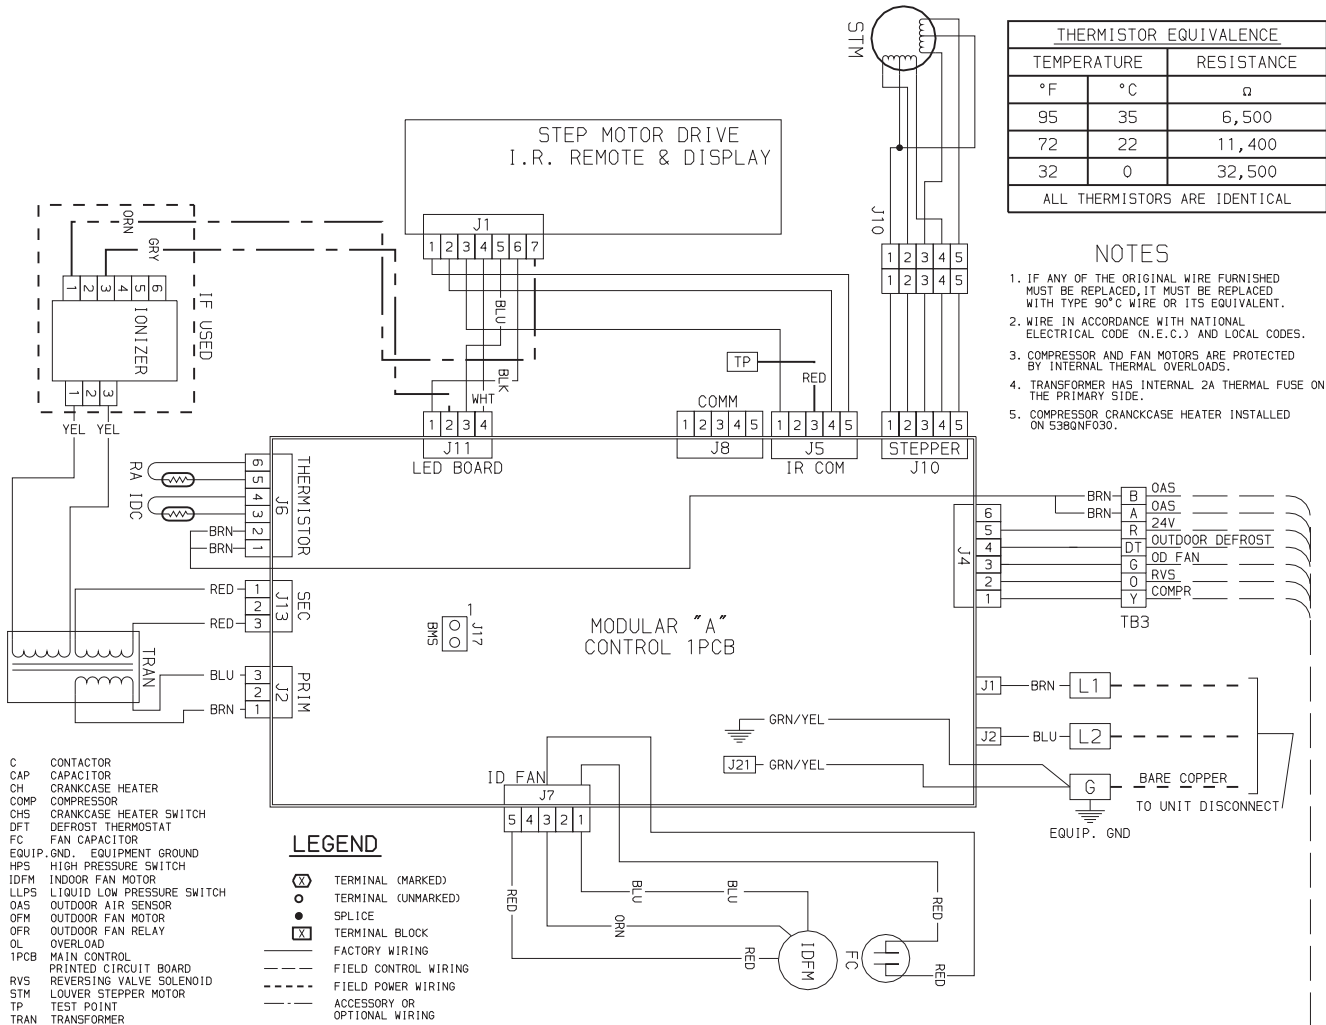 STM
THERMISTOR EQUIVALENCE
TEMPERATURE RESISTANCE
°F °C Ω
95 35 6,500
72 22 11,400
32 0 32,500
ALL THERMISTORS ARE IDENTICAL
STEP MOTOR DRIVE
I.R. REMOTE & DISPLAY
J1
1 2 3 4 5 6 7
J10
1 2 3 4 5
1 2 3 4 5
NOTES
1. IF ANY OF THE ORIGINAL WIRE FURNISHED
MUST BE REPLACED, IT MUST BE REPLACED
WITH TYPE 90°C WIRE OR ITS EQUIVALENT.
2. WIRE IN ACCORDANCE WITH NATIONAL
ELECTRICAL CODE (N.E.C.) AND LOCAL CODES.
3. COMPRESSOR AND FAN MOTORS ARE PROTECTED
BY INTERNAL THERMAL OVERLOADS.
4. TRANSFORMER HAS INTERNAL 2A THERMAL FUSE ON
THE PRIMARY SIDE.
5. COMPRESSOR CRANCKCASE HEATER INSTALLED
ON 538QNF030.
ORN
GRY
1 2 3 4 5 6
IONIZER
IF USED
1 2 3
YEL YEL
BLU
BLK
WHT
TP
RED
1 2 3 4
J11
LED BOARD
COMM
1 2 3 4 5
J8
1 2 3 4 5
J5
IR COM
1 2 3 4 5
STEPPER
J10
RA IDC
6
5
4
3
BRN 2
BRN 1
J6
THERMISTOR
RED 1
2
RED 3
J13
SEC
BLU 3
2
BRN 1
J2
PRIM
TRAN
1
J17
BMS
MODULAR "A"
CONTROL 1PCB
J4
6
5
4
3
2
1
BRN B OAS
BRN A OAS
R 24V
DT OUTDOOR DEFROST
G OD FAN
O RVS
Y COMPR
TB3
J1 BRN L1
J2 BLU L2
GRN/YEL
J21 GRN/YEL
G BARE COPPER
TO UNIT DISCONNECT
EQUIP. GND
ID FAN
J7
5 4 3 2 1
RED
ORN
BLU
BLU
RED
IDFM
FC
RED
RED
C CONTACTOR
CAP CAPACITOR
CH CRANKCASE HEATER
COMP COMPRESSOR
CHS CRANKCASE HEATER SWITCH
DFT DEFROST THERMOSTAT
FC FAN CAPACITOR
EQUIP.GND. EQUIPMENT GROUND
HPS HIGH PRESSURE SWITCH
IDFM INDOOR FAN MOTOR
LLPS LIQUID LOW PRESSURE SWITCH
OAS OUTDOOR AIR SENSOR
OFM OUTDOOR FAN MOTOR
OFR OUTDOOR FAN RELAY
OL OVERLOAD
1PCB MAIN CONTROL
PRINTED CIRCUIT BOARD
RVS REVERSING VALVE SOLENOID
STM LOUVER STEPPER MOTOR
TP TEST POINT
TRAN TRANSFORMER
LEGEND
X TERMINAL (MARKED)
TERMINAL (UNMARKED)
SPLICE
X TERMINAL BLOCK
FACTORY WIRING
FIELD CONTROL WIRING
FIELD POWER WIRING
ACCESSORY OR
OPTIONAL WIRING